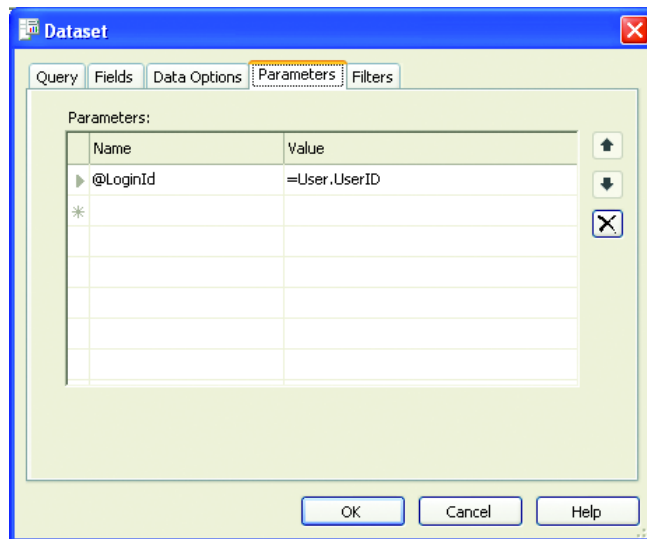 Dataset
Query Fields Data Options Parameters Filters
Parameters:
Name Value
@LoginId =User.UserID
OK Cancel Help